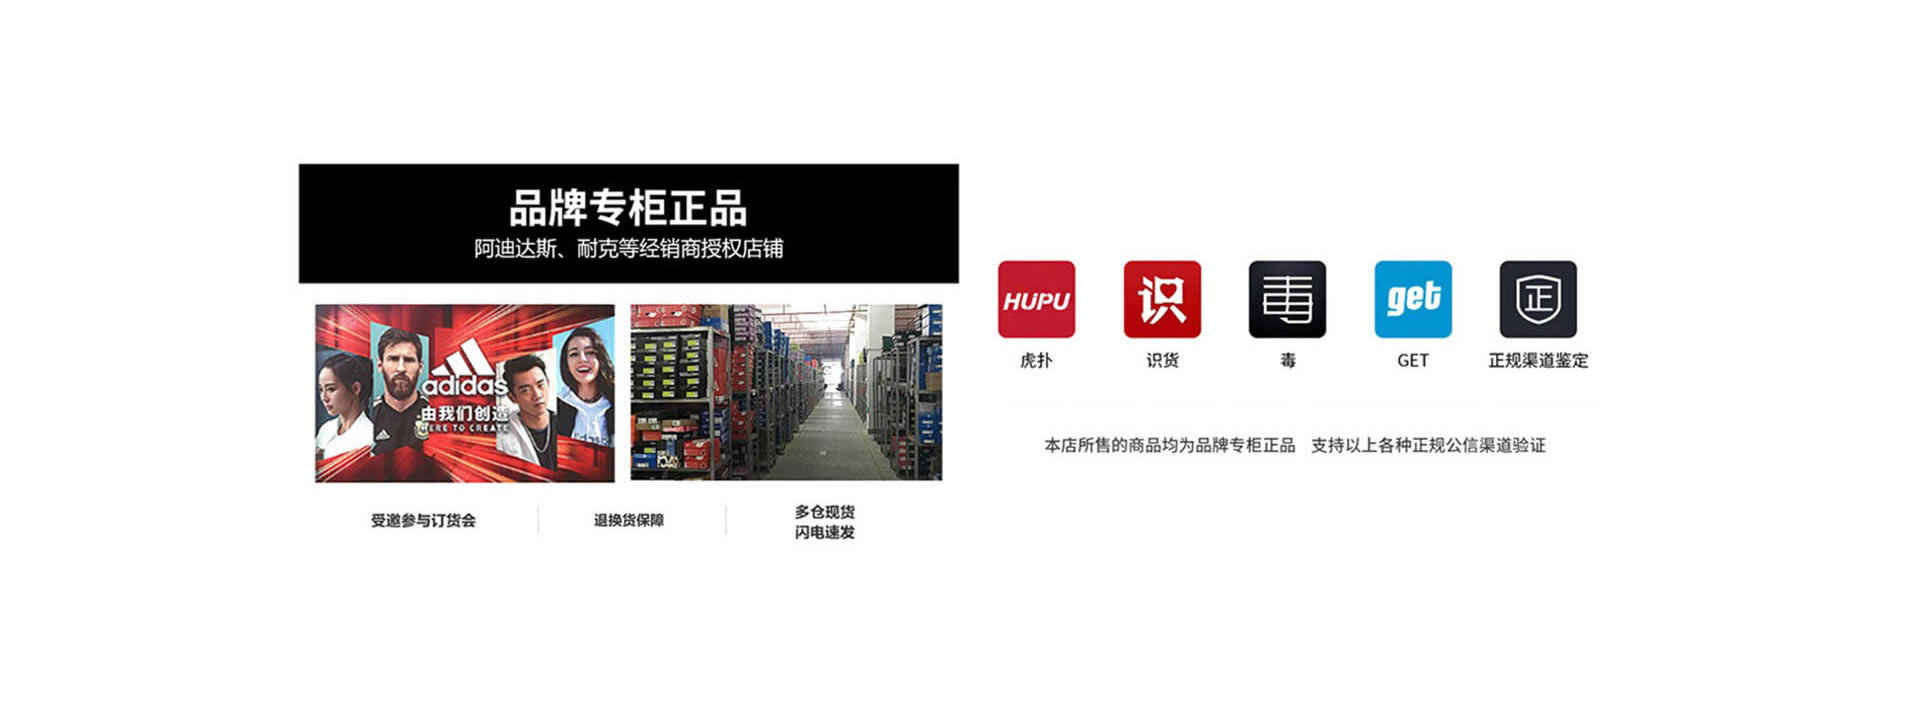 品牌专柜正品
阿迪达斯、耐克等经销商授权店铺
adidas
由我们创造
HERE TO CREATE
受邀参与订货会
退换货保障
多仓现货
闪电速发
HUPU
识
毒
get
正
虎扑
识货
毒
GET
正规渠道鉴定
本店所售的商品均为品牌专柜正品 支持以上各种正规公信渠道验证